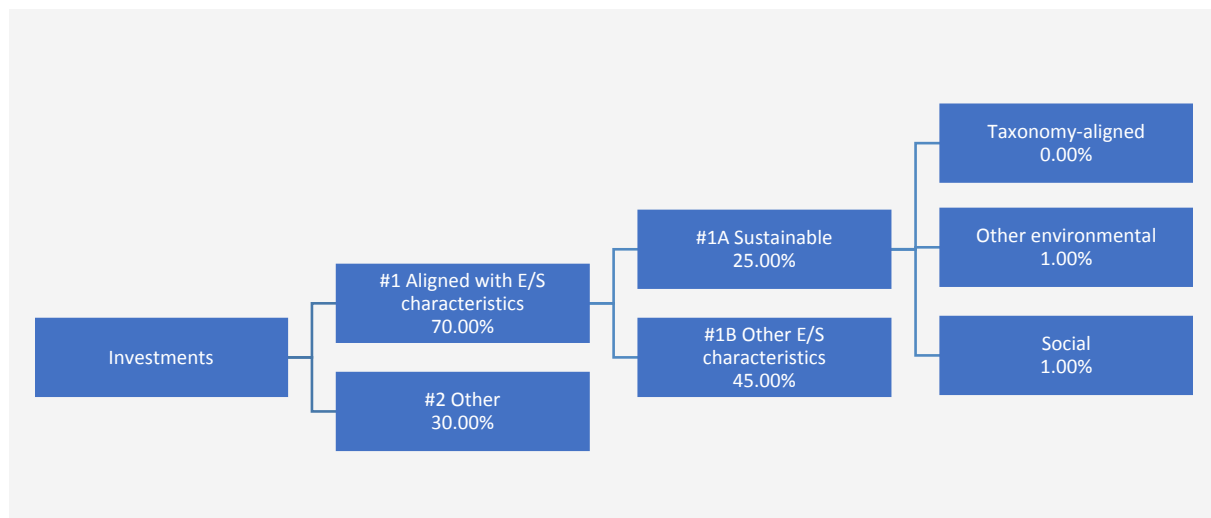 Investments
#1 Aligned with E/S
characteristics
70.00%
#2 Other
30.00%
#1A Sustainable
25.00%
#1B Other E/S
characteristics
45.00%
Taxonomy-aligned
0.00%
Other environmental
1.00%
Social
1.00%